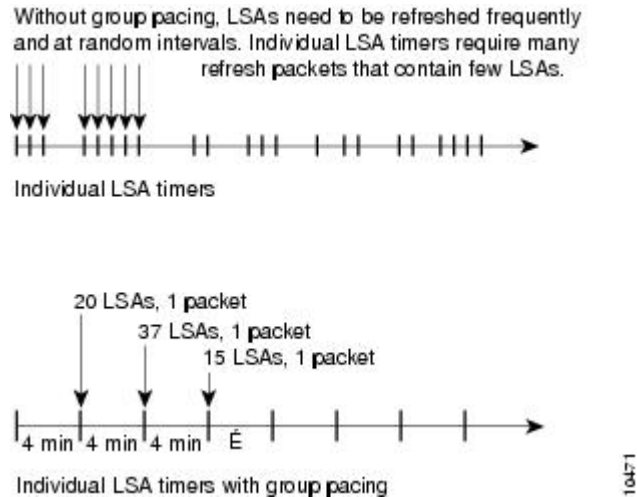 Without group pacing, LSAs need to be refreshed frequently
and at random intervals. Individual LSA timers require many
refresh packets that contain few LSAs.
Individual LSA timers
20 LSAs, 1 packet
37 LSAs, 1 packet
15 LSAs, 1 packet
4 min 4 min 4 min É
Individual LSA timers with group pacing
10471